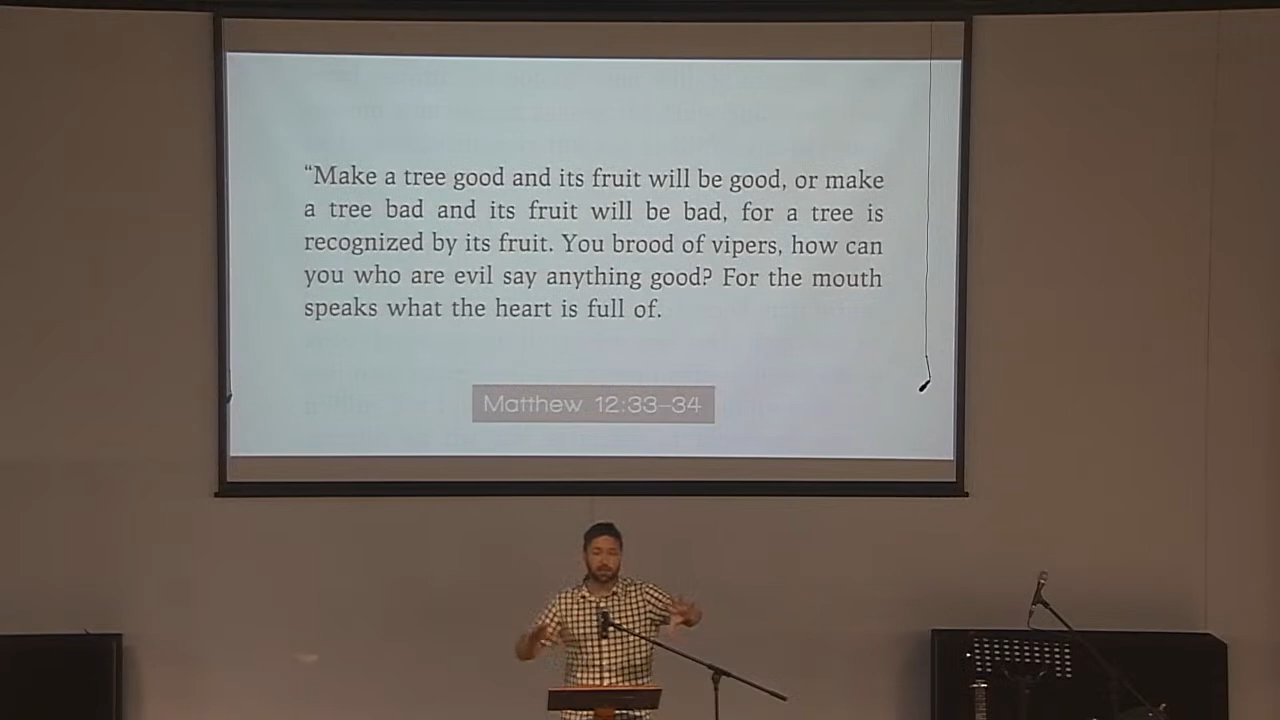 “Make a tree good and its fruit will be good, or make
a tree bad and its fruit will be bad, for a tree is
recognized by its fruit. You brood of vipers, how can
you who are evil say anything good? For the mouth
speaks what the heart is full of.
Matthew 12:33–34